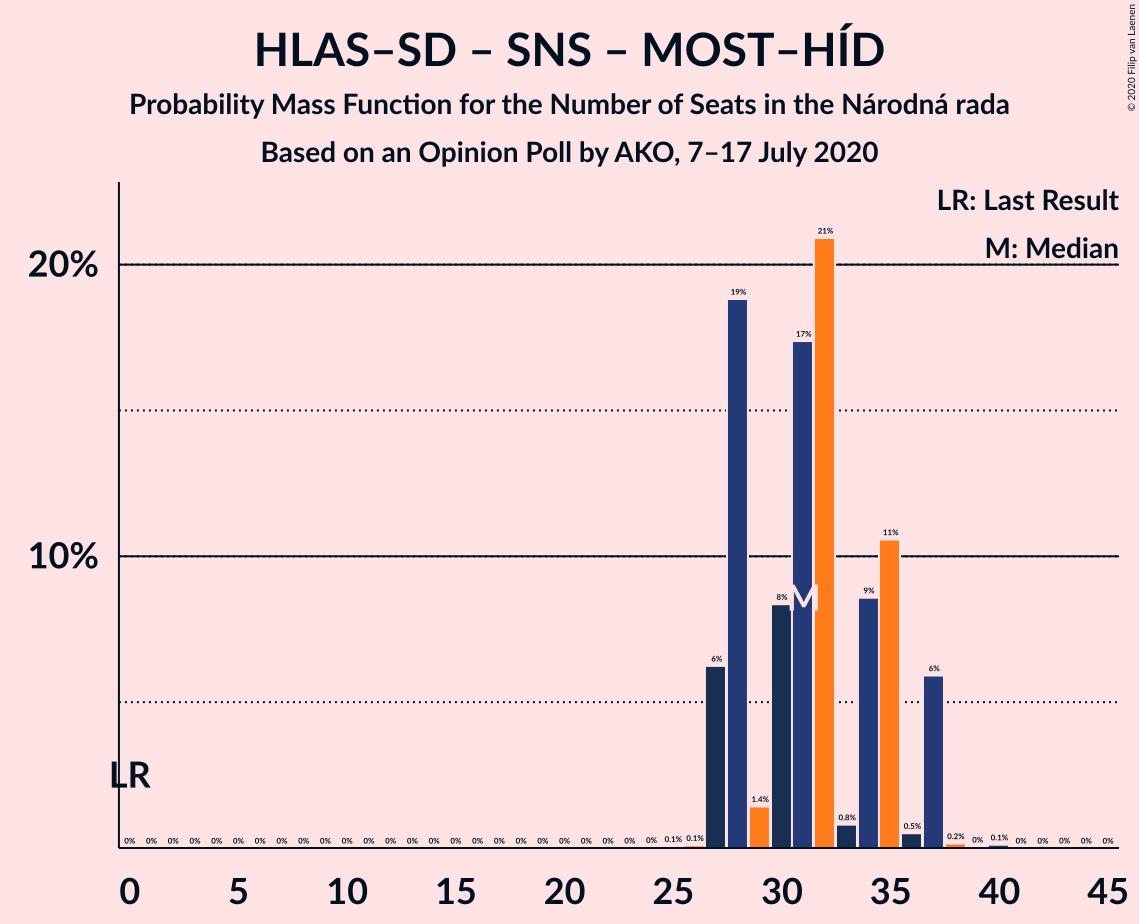 HLAS–SD – SNS – MOST–HÍD
Probability Mass Function for the Number of Seats in the Národná rada
Based on an Opinion Poll by AKO, 7–17 July 2020
© 2020 Filip van Laenen
LR: Last Result
M: Median
20%
10%
LR
M
0% 0% 0% 0% 0% 0% 0% 0% 0% 0% 0% 0% 0% 0% 0% 0% 0% 0% 0% 0% 0% 0% 0% 0% 0% 0.1% 0.1% 6% 19% 1.4% 8% 17% 21% 0.8% 9% 11% 0.5% 6% 0.2% 0% 0.1% 0% 0% 0% 0% 0%
0 5 10 15 20 25 30 35 40 45